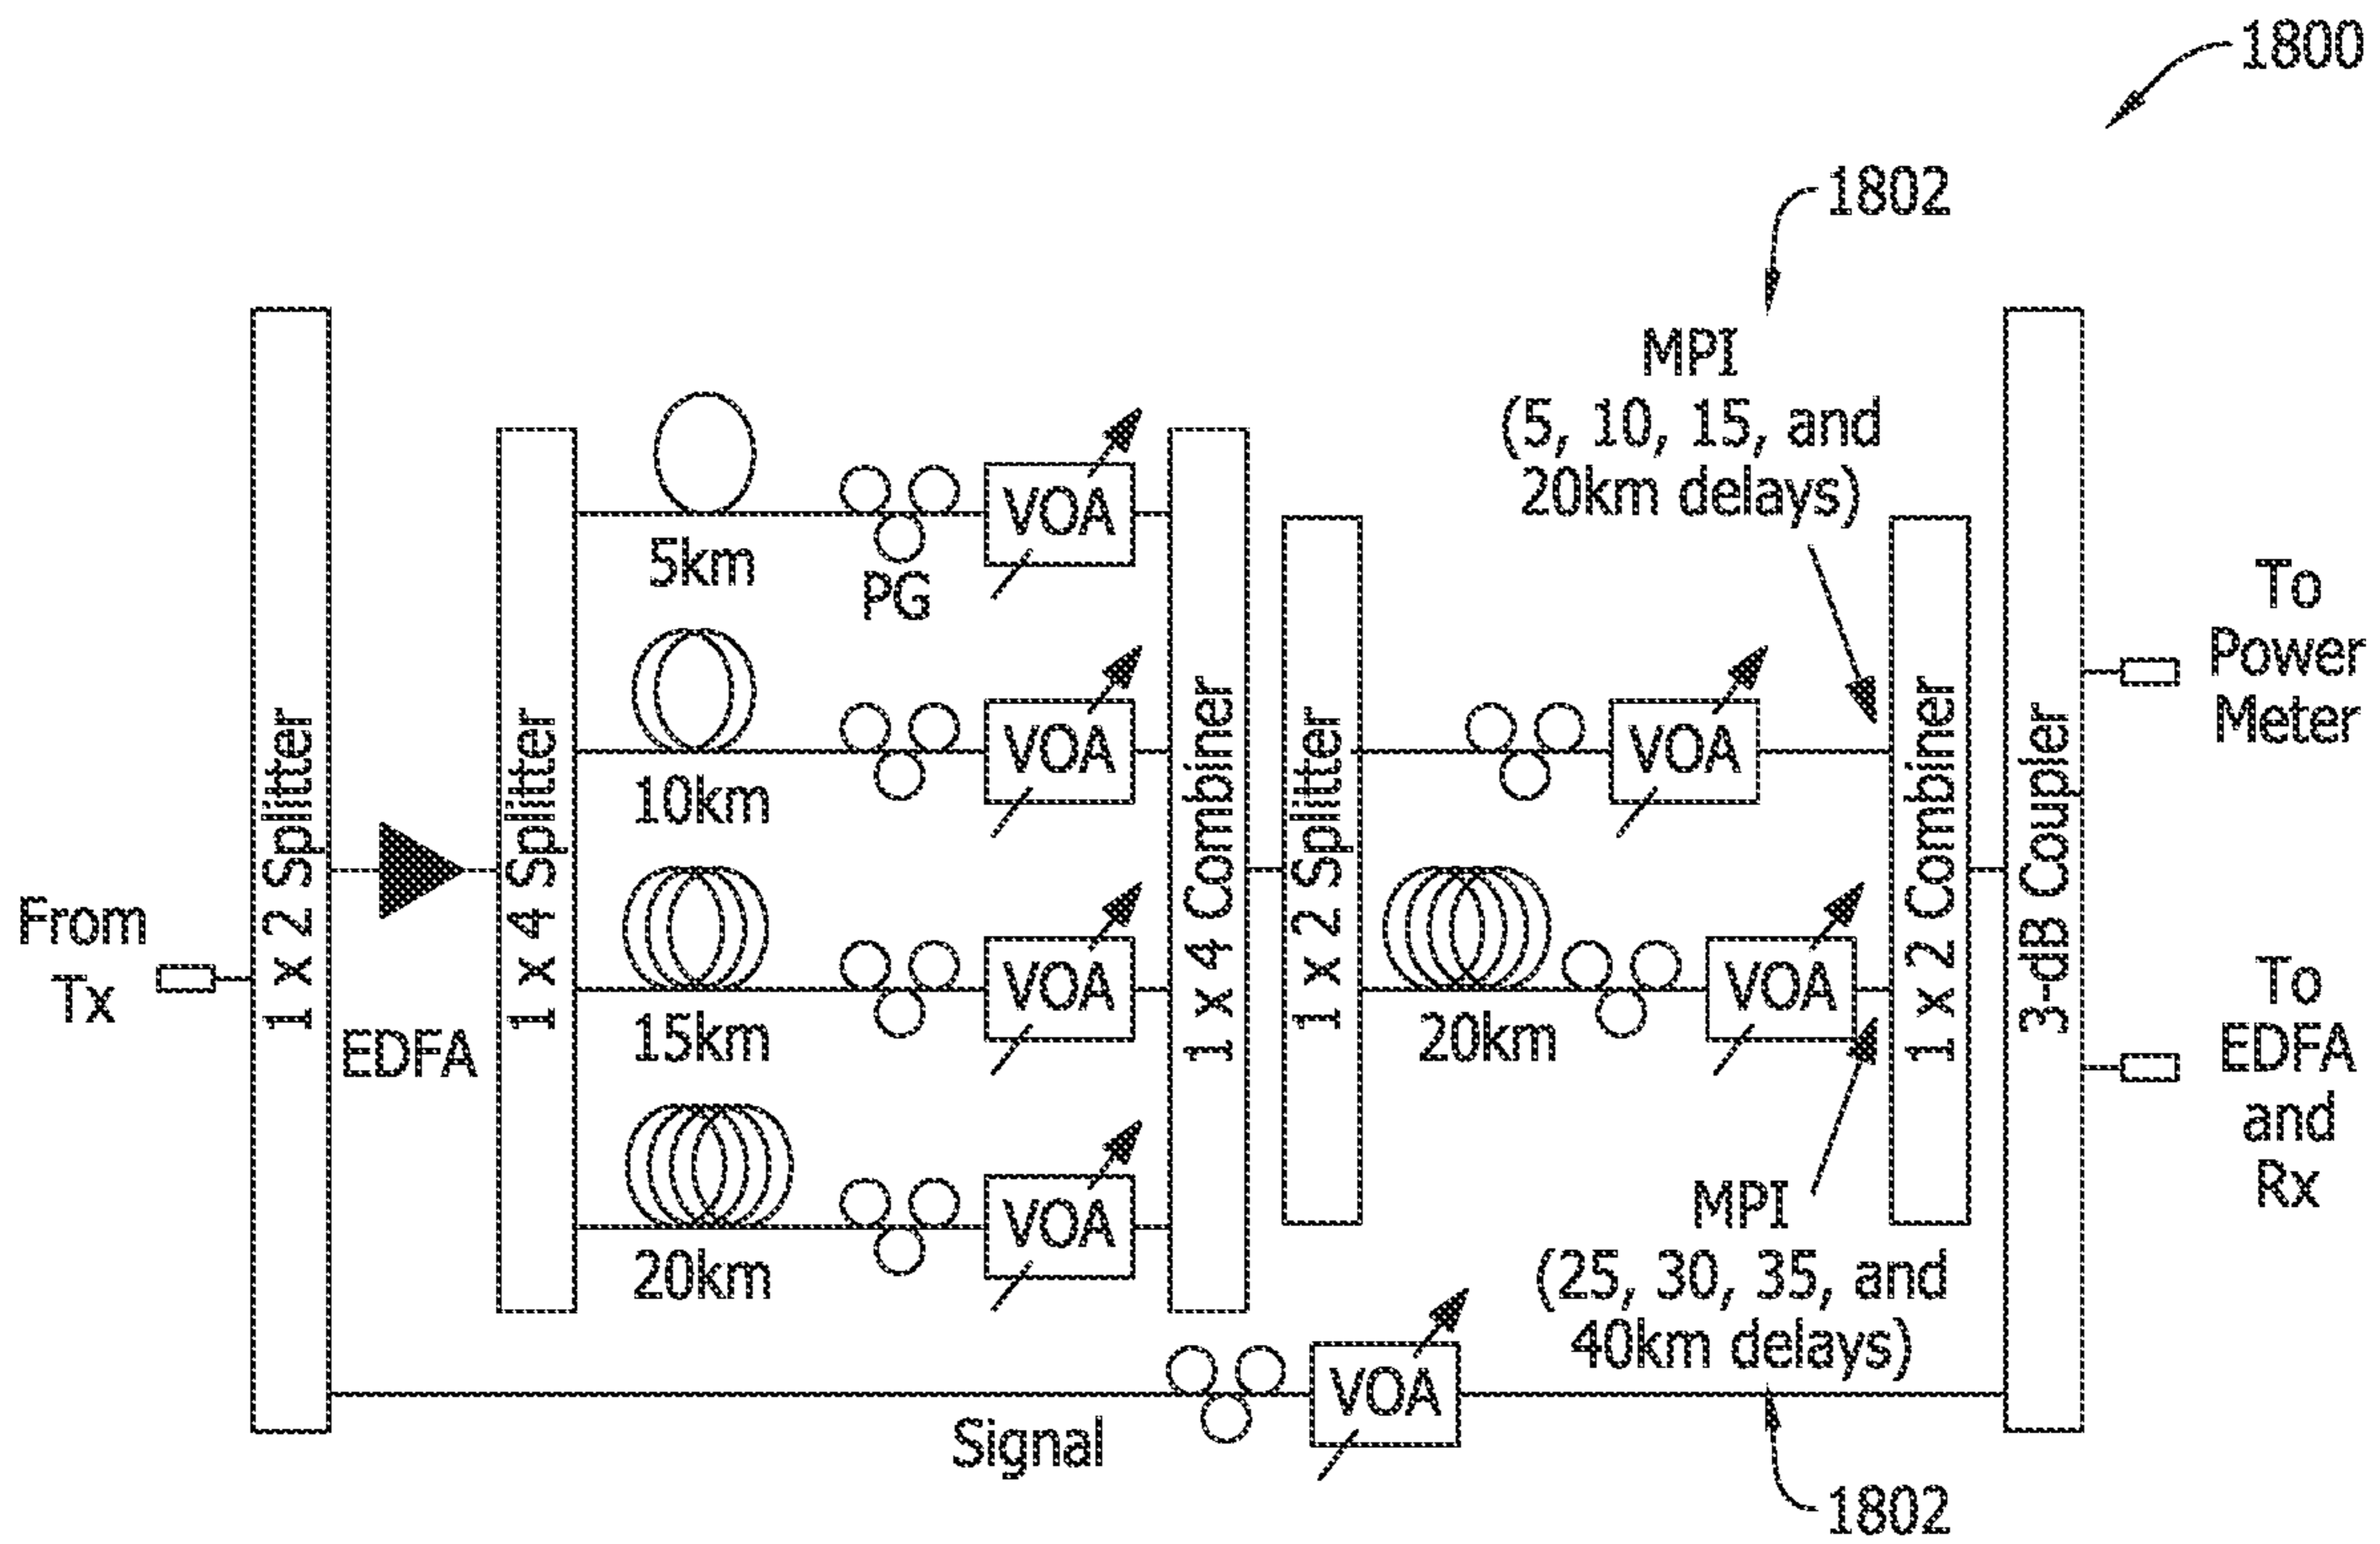 1800
1802
MPI
(5, 10, 15, and
20km delays)
From
Tx
1 x 2 Splitter
EDFA
1 x 4 Splitter
5km
PG
VOA
10km
VOA
15km
VOA
20km
VOA
1 x 4 Combiner
1 x 2 Splitter
VOA
20km
VOA
1 x 2 Combiner
3-dB Coupler
To
Power
Meter
To
EDFA
and
Rx
MPI
(25, 30, 35, and
40km delays)
Signal
VOA
1802